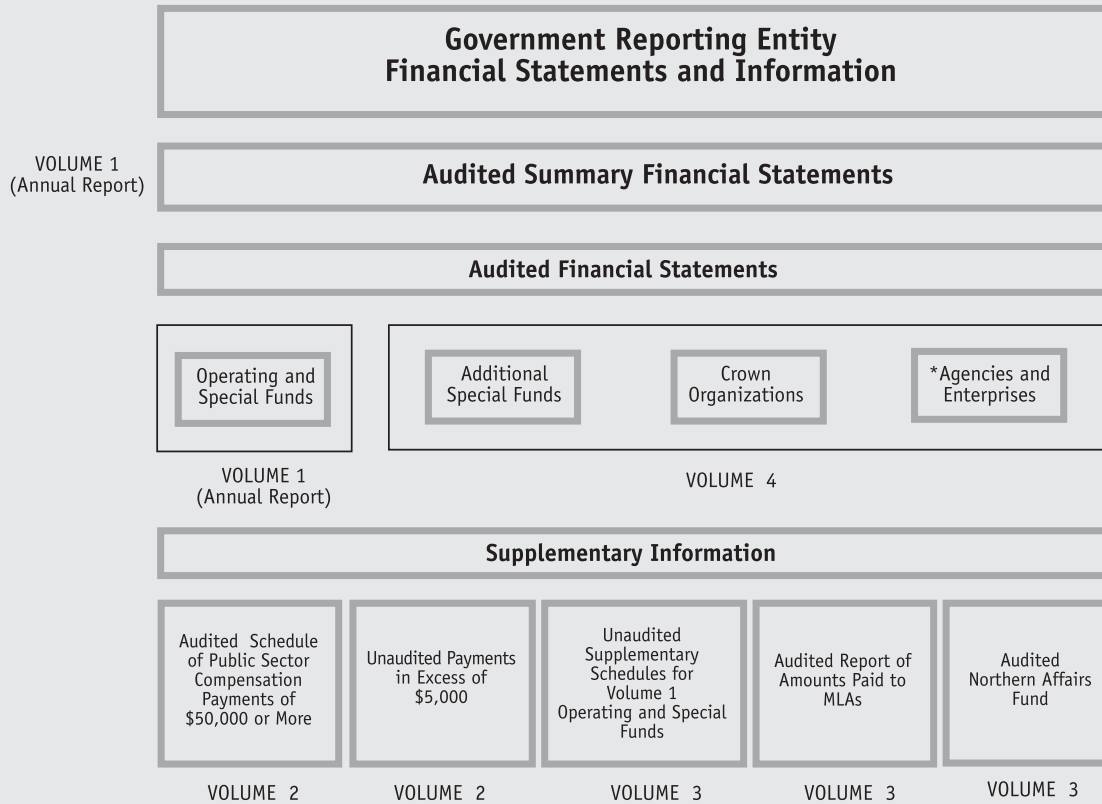 Government Reporting Entity
Financial Statements and Information
VOLUME 1
(Annual Report)
Audited Summary Financial Statements
Audited Financial Statements
Operating and
Special Funds
Additional
Special Funds
Crown
Organizations
*Agencies and
Enterprises
VOLUME 1
(Annual Report)
VOLUME 4
Supplementary Information
Audited Schedule
of Public Sector
Compensation
Payments of
$50,000 or More
Unaudited Payments
in Excess of
$5,000
Unaudited
Supplementary
Schedules for
Volume 1
Operating and Special
Funds
Audited Report of
Amounts Paid to
MLAs
Audited
Northern Affairs
Fund
VOLUME 2
VOLUME 2
VOLUME 3
VOLUME 3
VOLUME 3